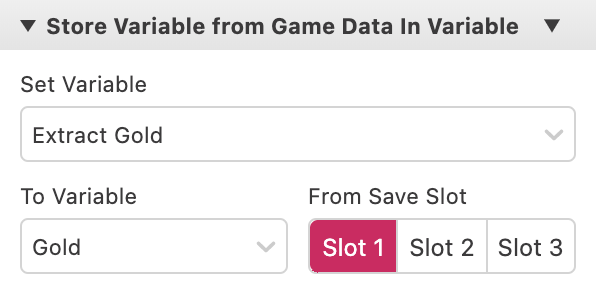 Store Variable from Game Data In Variable
Set Variable
Extract Gold
To Variable
From Save Slot
Gold
Slot 1
Slot 2
Slot 3